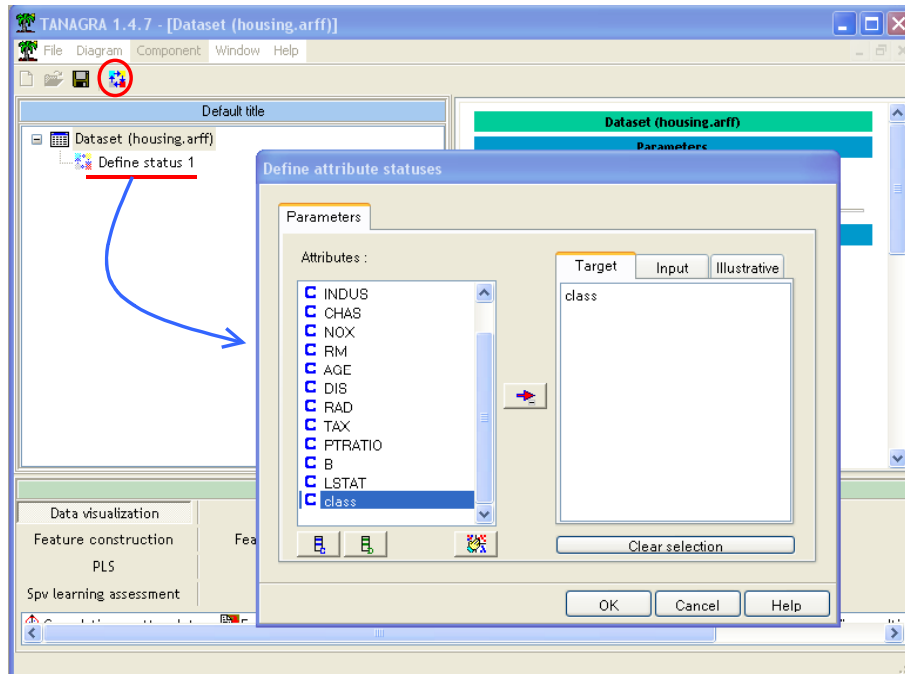 TANAGRA 1.4.7 - [Dataset (housing.arff)]
File Diagram Component Window Help
Default title
Dataset (housing.arff)
Define status 1
Dataset (housing.arff)
Parameters
Define attribute statuses
Parameters
Attributes :
INDUS
CHAS
NOX
RM
AGE
DIS
RAD
TAX
PTRATIO
B
LSTAT
class
Target Input Illustrative
class
Clear selection
OK Cancel Help
Data visualization
Feature construction
Fea
PLS
Spv learning assessment